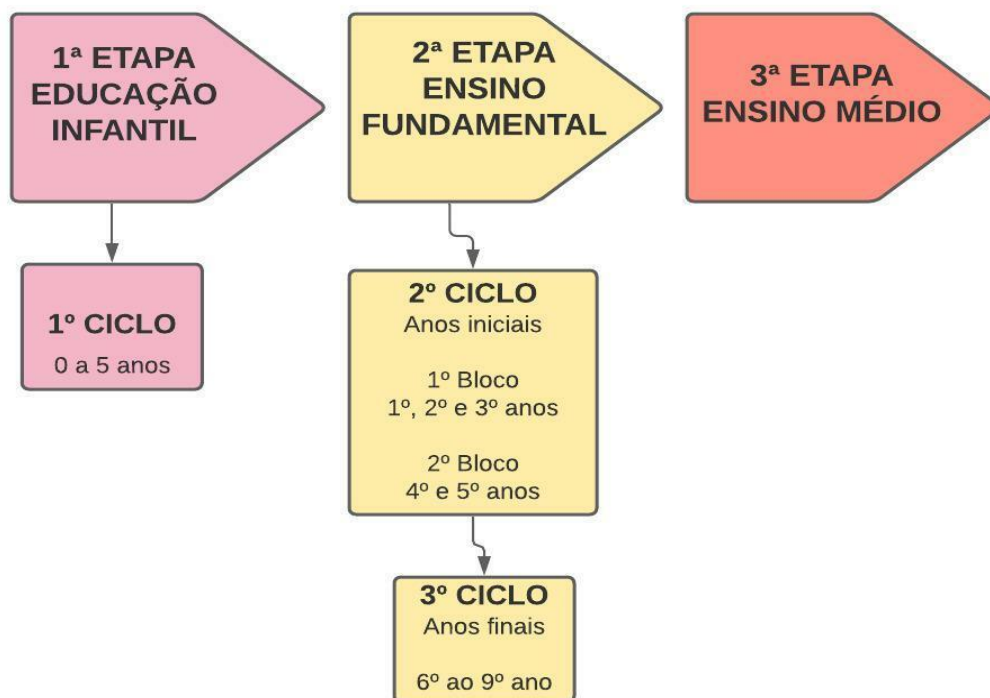 1ª ETAPA
EDUCAÇÃO
INFANTIL
2ª ETAPA
ENSINO
FUNDAMENTAL
3ª ETAPA
ENSINO MÉDIO
1º CICLO
0 a 5 anos
2º CICLO
Anos iniciais
1º Bloco
1º, 2º e 3º anos
2º Bloco
4º e 5º anos
3º CICLO
Anos finais
6º ao 9º ano